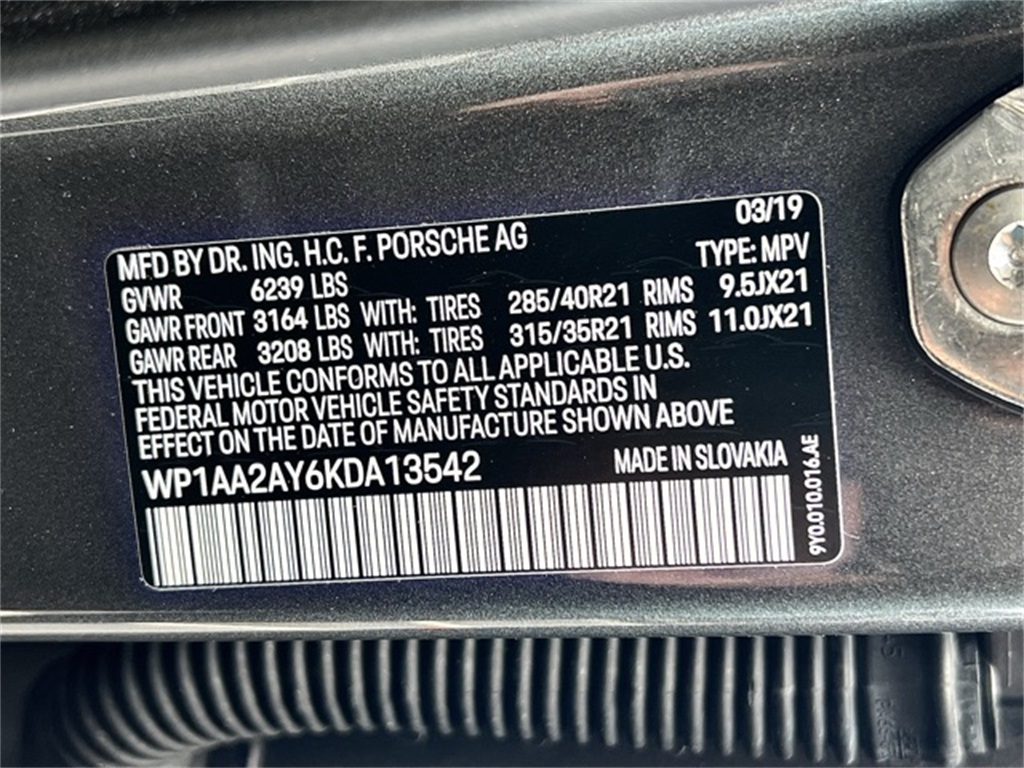 03/19
MFD BY DR. ING. H.C. F. PORSCHE AG TYPE: MPV
GVWR 6239 LBS
GAWR FRONT 3164 LBS WITH: TIRES 285/40R21 RIMS 9.5JX21
GAWR REAR 3208 LBS WITH: TIRES 315/35R21 RIMS 11.0JX21
THIS VEHICLE CONFORMS TO ALL APPLICABLE U.S.
FEDERAL MOTOR VEHICLE SAFETY STANDARDS IN
EFFECT ON THE DATE OF MANUFACTURE SHOWN ABOVE
WP1AA2AY6KDA13542 MADE IN SLOVAKIA
9Y0.010.016.AE